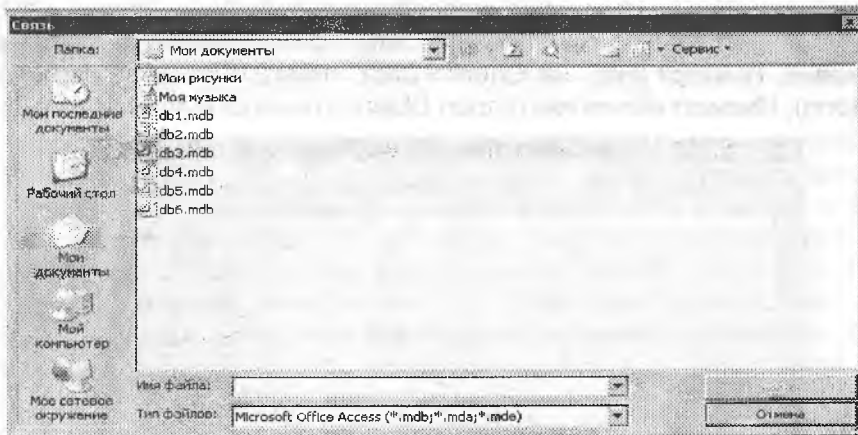 Связь
Папка: Мои документы Сервис
Мои рисунки
Моя музыка
db1.mdb
db2.mdb
db3.mdb
db4.mdb
db5.mdb
db6.mdb
Мои последние документы
Рабочий стол
Мои документы
Мой компьютер
Мое сетевое окружение
Имя файла:
Тип файлов: Microsoft Office Access (*.mdb;*.mda;*.mde)
Отмена